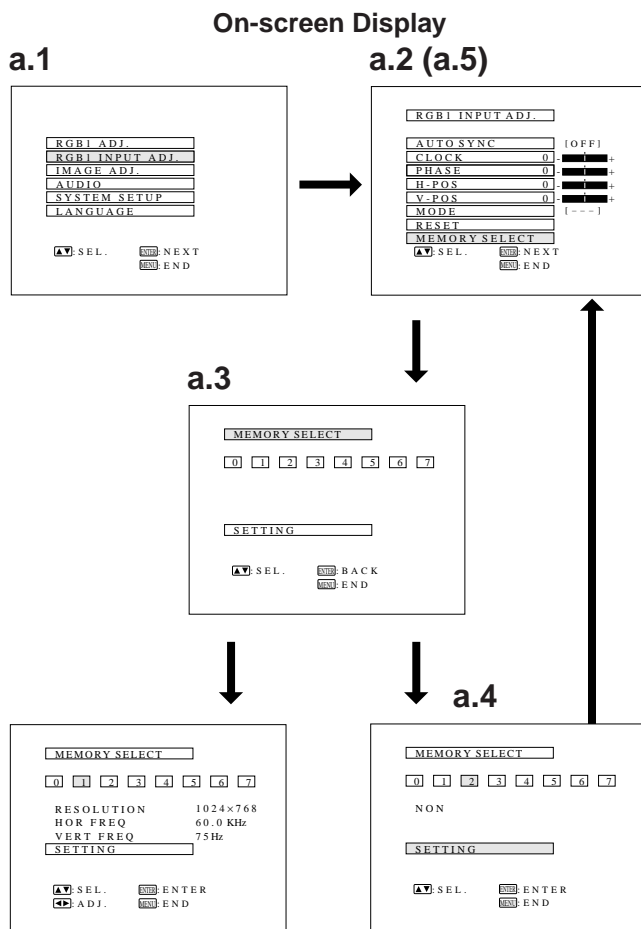 On-screen Display
a.1
RGB1 ADJ.
RGB1 INPUT ADJ.
IMAGE ADJ.
AUDIO
SYSTEM SETUP
LANGUAGE
▲▼:SEL. ENTER:NEXT
MENU:END
a.2 (a.5)
RGB1 INPUT ADJ.
AUTO SYNC [OFF]
CLOCK 0 - +
PHASE 0 - +
H-POS 0 - +
V-POS 0 - +
MODE [---]
RESET
MEMORY SELECT
▲▼:SEL. ENTER:NEXT
MENU:END
a.3
MEMORY SELECT
0 1 2 3 4 5 6 7
SETTING
▲▼:SEL. ENTER:BACK
MENU:END
MEMORY SELECT
0 1 2 3 4 5 6 7
RESOLUTION 1024×768
HOR FREQ 60.0 KHz
VERT FREQ 75Hz
SETTING
▲▼:SEL. ENTER:ENTER
◀▶:ADJ. MENU:END
a.4
MEMORY SELECT
0 1 2 3 4 5 6 7
NON
SETTING
▲▼:SEL. ENTER:ENTER
MENU:END